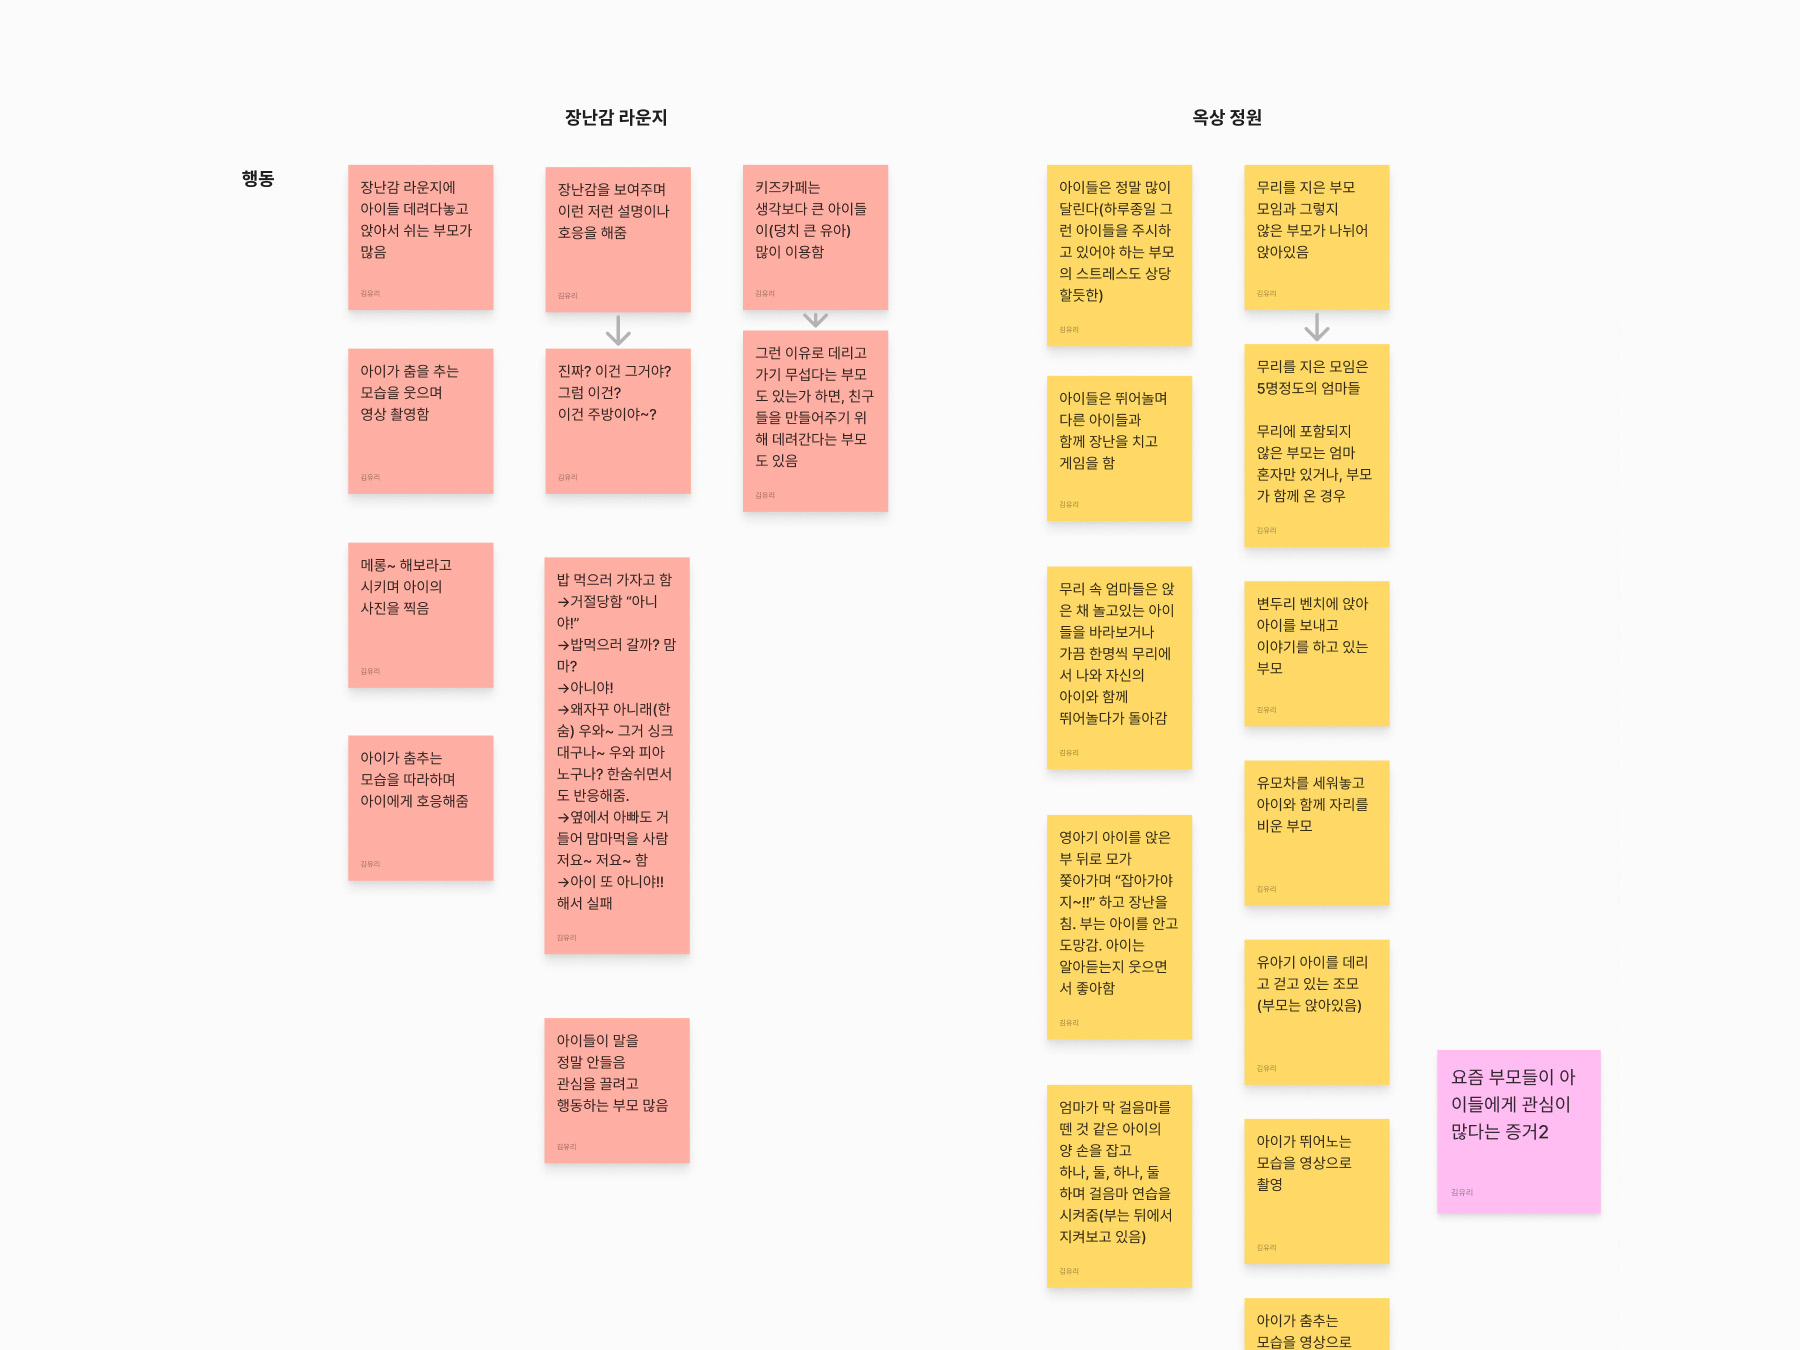 장난감 라운지
옥상 정원
행동
장난감 라운지에
아이들 데려다놓고
앉아서 쉬는 부모가
많음
김유리
아이가 춤을 추는
모습을 웃으며
영상 촬영함
김유리
메롱~ 해보라고
시키며 아이의
사진을 찍음
김유리
아이가 춤추는
모습을 따라하며
아이에게 호응해줌
김유리
장난감을 보여주며
이런 저런 설명이나
호응을 해줌
김유리
진짜? 이건 그거야?
그럼 이건?
이건 주방이야~?
김유리
밥 먹으러 가자고 함
→거절당함 “아니
야!”
→밥먹으러 갈까? 맘
마?
→아니야!
→왜자꾸 아니래(한
숨) 우와~ 그거 싱크
대구나~ 우와 피아
노구나? 한숨쉬면서
도 반응해줌.
→옆에서 아빠도 거
들어 맘마먹을 사람
저요~ 저요~ 함
→아이 또 아니야!!
해서 실패
김유리
아이들이 말을
정말 안들음
관심을 끌려고
행동하는 부모 많음
김유리
키즈카페는
생각보다 큰 아이들
이(덩치 큰 유아)
많이 이용함
김유리
그런 이유로 데리고
가기 무섭다는 부모
도 있는가 하면, 친구
들을 만들어주기 위
해 데려간다는 부모
도 있음
김유리
아이들은 정말 많이
달린다(하루종일 그
런 아이들을 주시하
고 있어야 하는 부모
의 스트레스도 상당
할듯한)
김유리
아이들은 뛰어놀며
다른 아이들과
함께 장난을 치고
게임을 함
김유리
무리 속 엄마들은 앉
은 채 놀고있는 아이
들을 바라보거나
가끔 한명씩 무리에
서 나와 자신의
아이와 함께
뛰어놀다가 돌아감
김유리
영아기 아이를 앉은
부 뒤로 모가
쫓아가며 “잡아가야
지~!!” 하고 장난을
침. 부는 아이를 안고
도망감. 아이는
알아듣는지 웃으면
서 좋아함
김유리
엄마가 막 걸음마를
뗀 것 같은 아이의
양 손을 잡고
하나, 둘, 하나, 둘
하며 걸음마 연습을
시켜줌(부는 뒤에서
지켜보고 있음)
김유리
무리를 지은 부모
모임과 그렇지
않은 부모가 나뉘어
앉아있음
김유리
무리를 지은 모임은
5명정도의 엄마들
무리에 포함되지
않은 부모는 엄마
혼자만 있거나, 부모
가 함께 온 경우
김유리
변두리 벤치에 앉아
아이를 보내고
이야기를 하고 있는
부모
김유리
유모차를 세워놓고
아이와 함께 자리를
비운 부모
김유리
유아기 아이를 데리
고 걷고 있는 조모
(부모는 앉아있음)
김유리
아이가 뛰어노는
모습을 영상으로
촬영
김유리
아이가 춤추는
모습을 영상으로
요즘 부모들이 아
이들에게 관심이
많다는 증거2
김유리